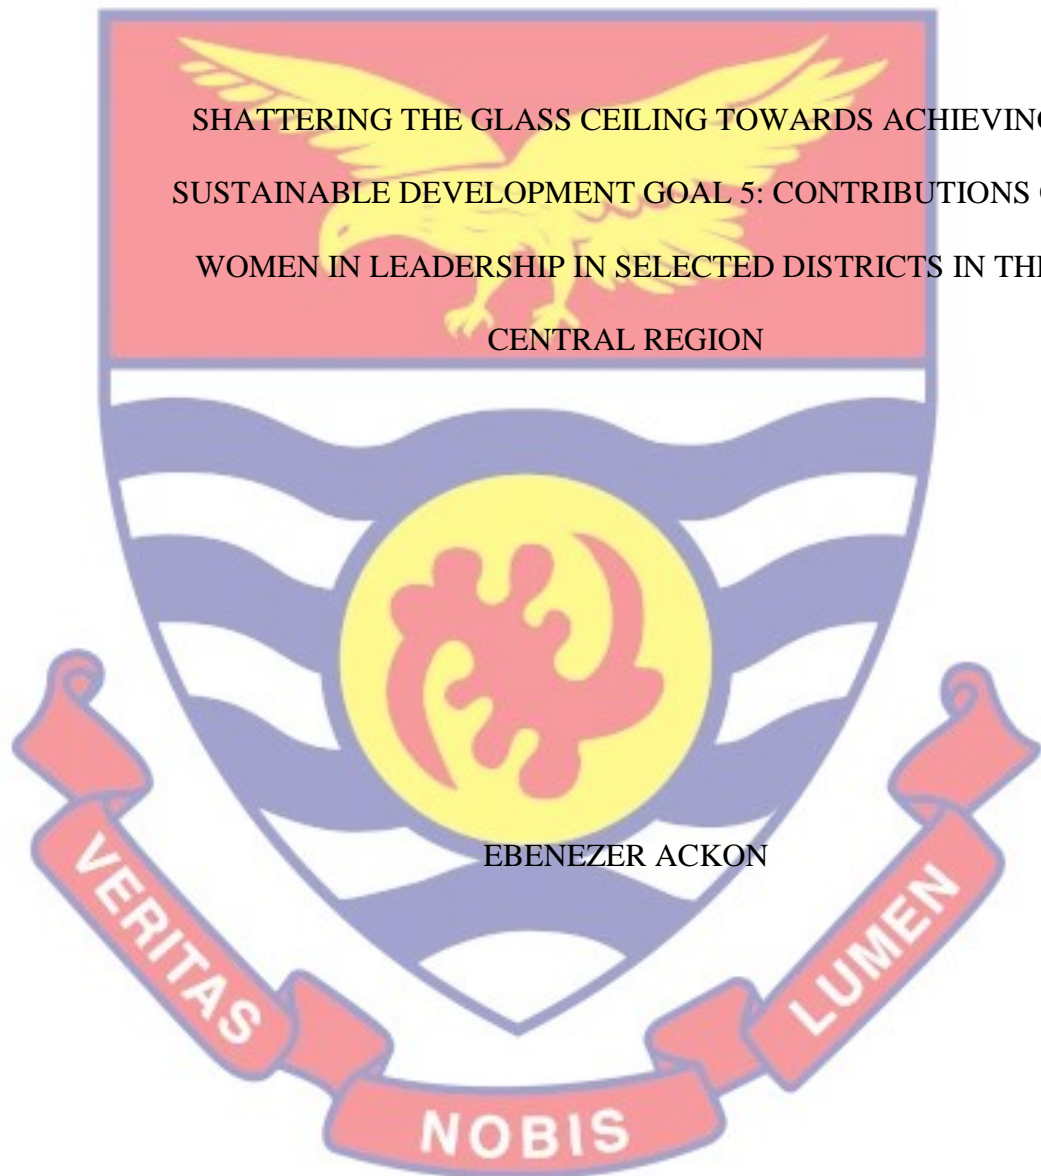 SHATTERING THE GLASS CEILING TOWARDS ACHIEVING
SUSTAINABLE DEVELOPMENT GOAL 5: CONTRIBUTIONS
WOMEN IN LEADERSHIP IN SELECTED DISTRICTS IN THE
CENTRAL REGION
EBENEZER ACKON
VERITAS
NOBIS
LUMEN